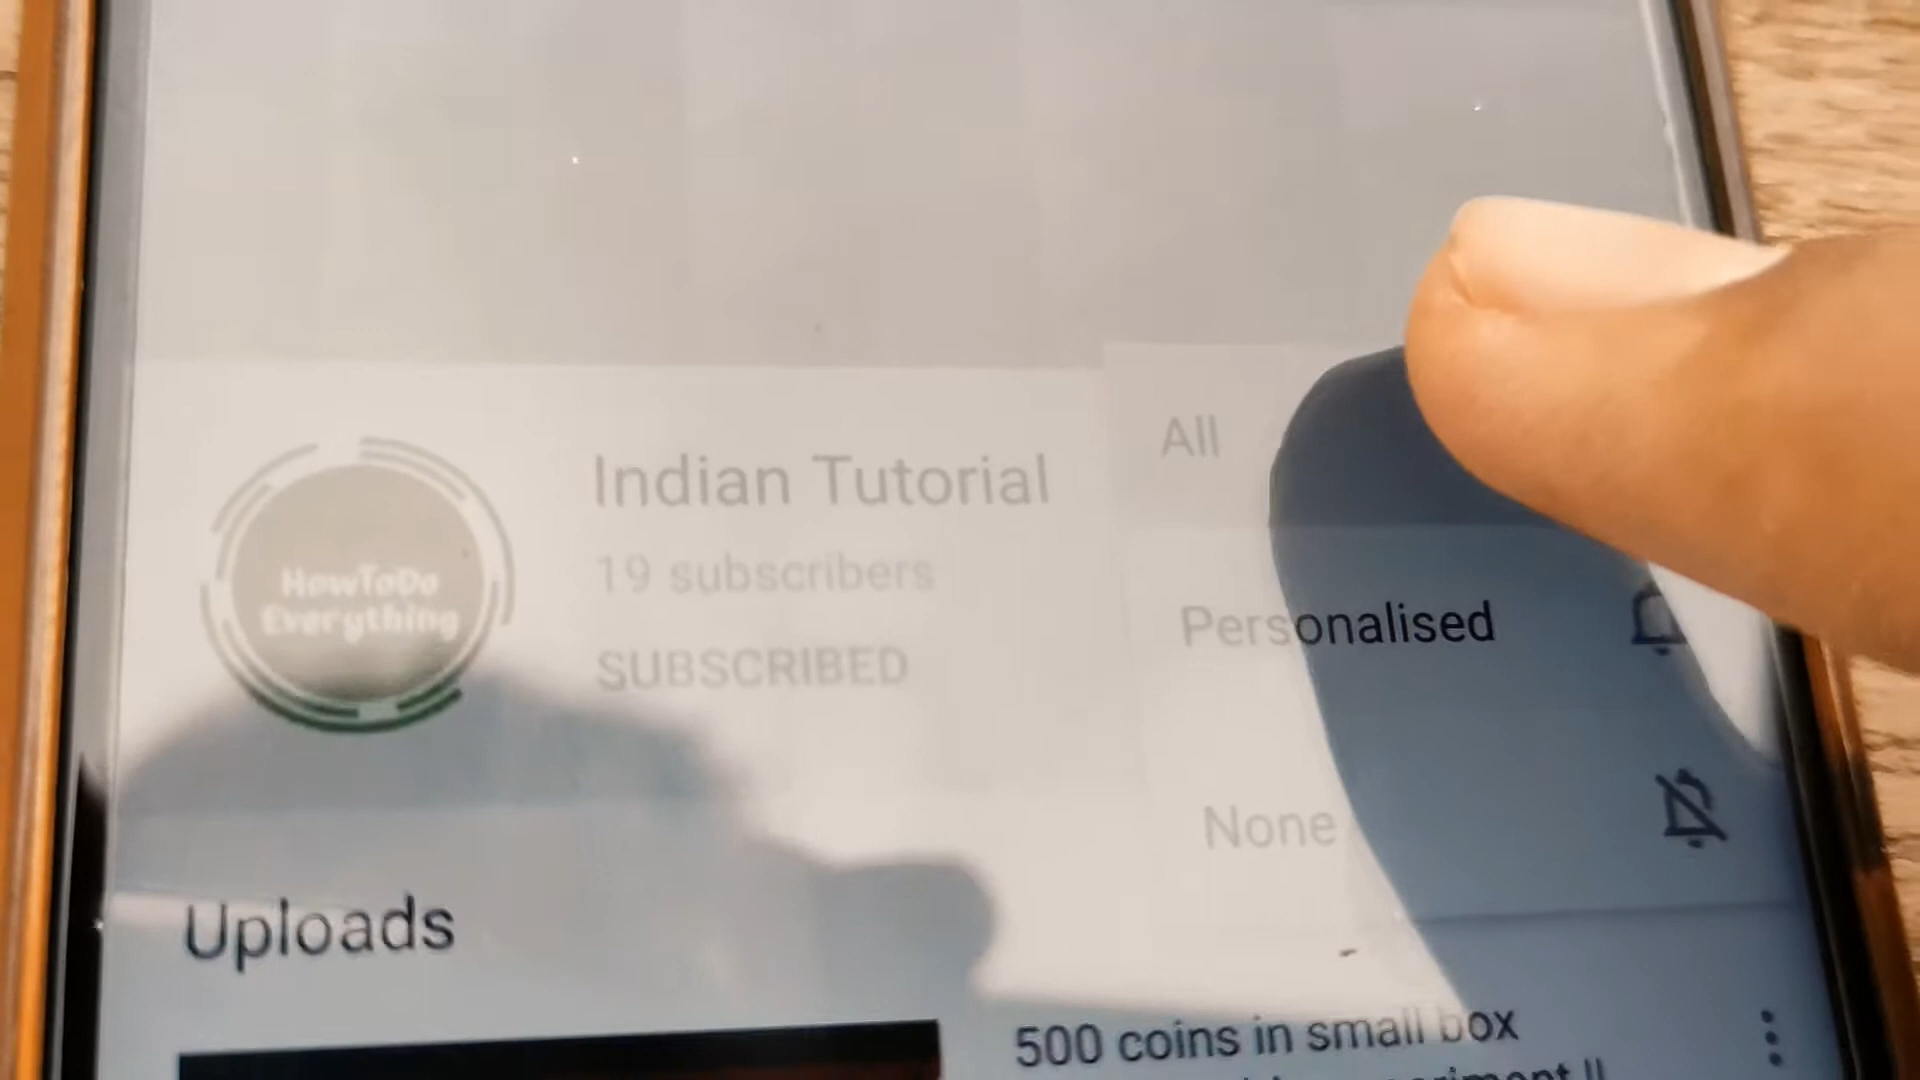 HowToDo
Everything
Indian Tutorial
19 subscribers
SUBSCRIBED
All
Personalised
None
Uploads
500 coins in small box